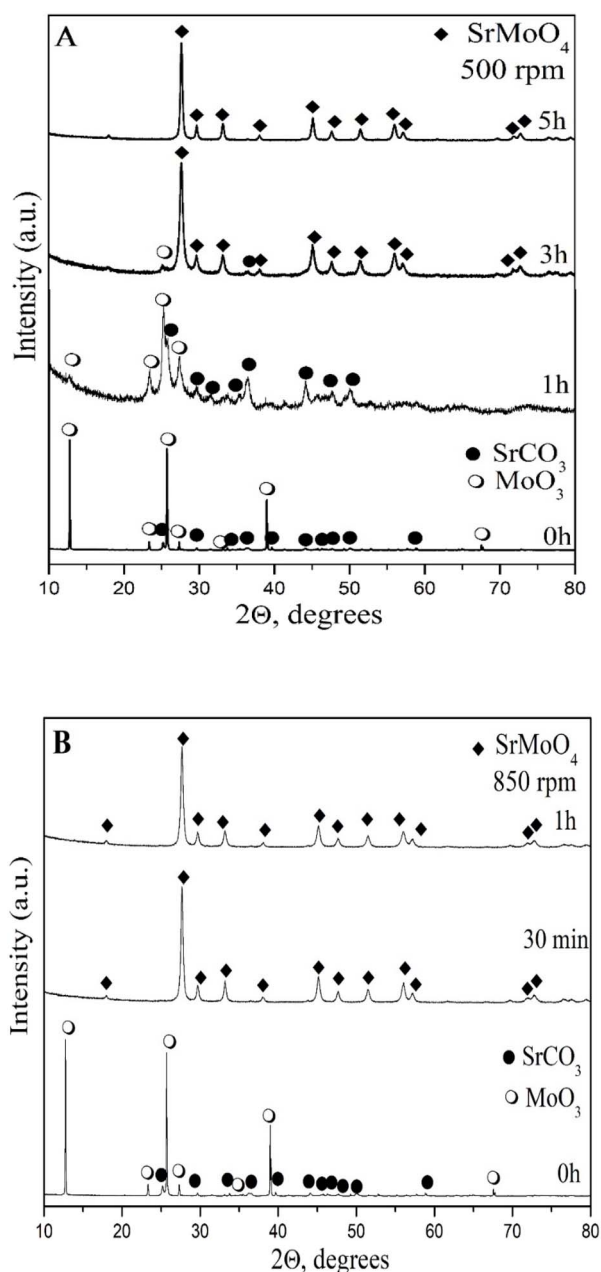 A
◆ SrMoO4
500 rpm
5h
3h
1h
● SrCO3
○ MoO3
0h
Intensity (a.u.)
10 20 30 40 50 60 70 80
2Θ, degrees
B
◆ SrMoO4
850 rpm
1h
30 min
● SrCO3
○ MoO3
0h
Intensity (a.u.)
10 20 30 40 50 60 70 80
2Θ, degrees